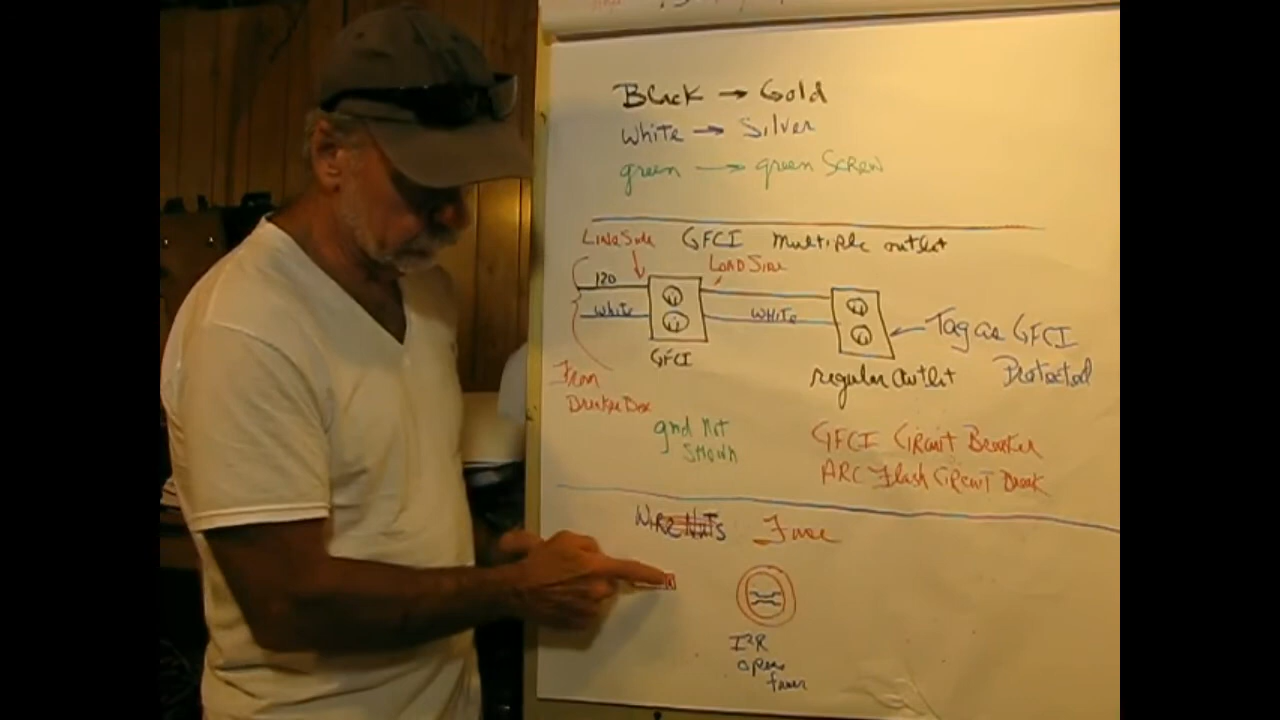 Black → Gold
White → Silver
green → green Screw
GFCI Multiple outlet
Line Side
LOAD Side
120
White
WHITe
GFCI
regular outlet
Tag as GFCI
Protected
From
Breaker Box
gnd Not
Shown
GFCI Circuit Breaker
ARC Flash Circuit Break
WIRE NuTs Fuse
I²R
open